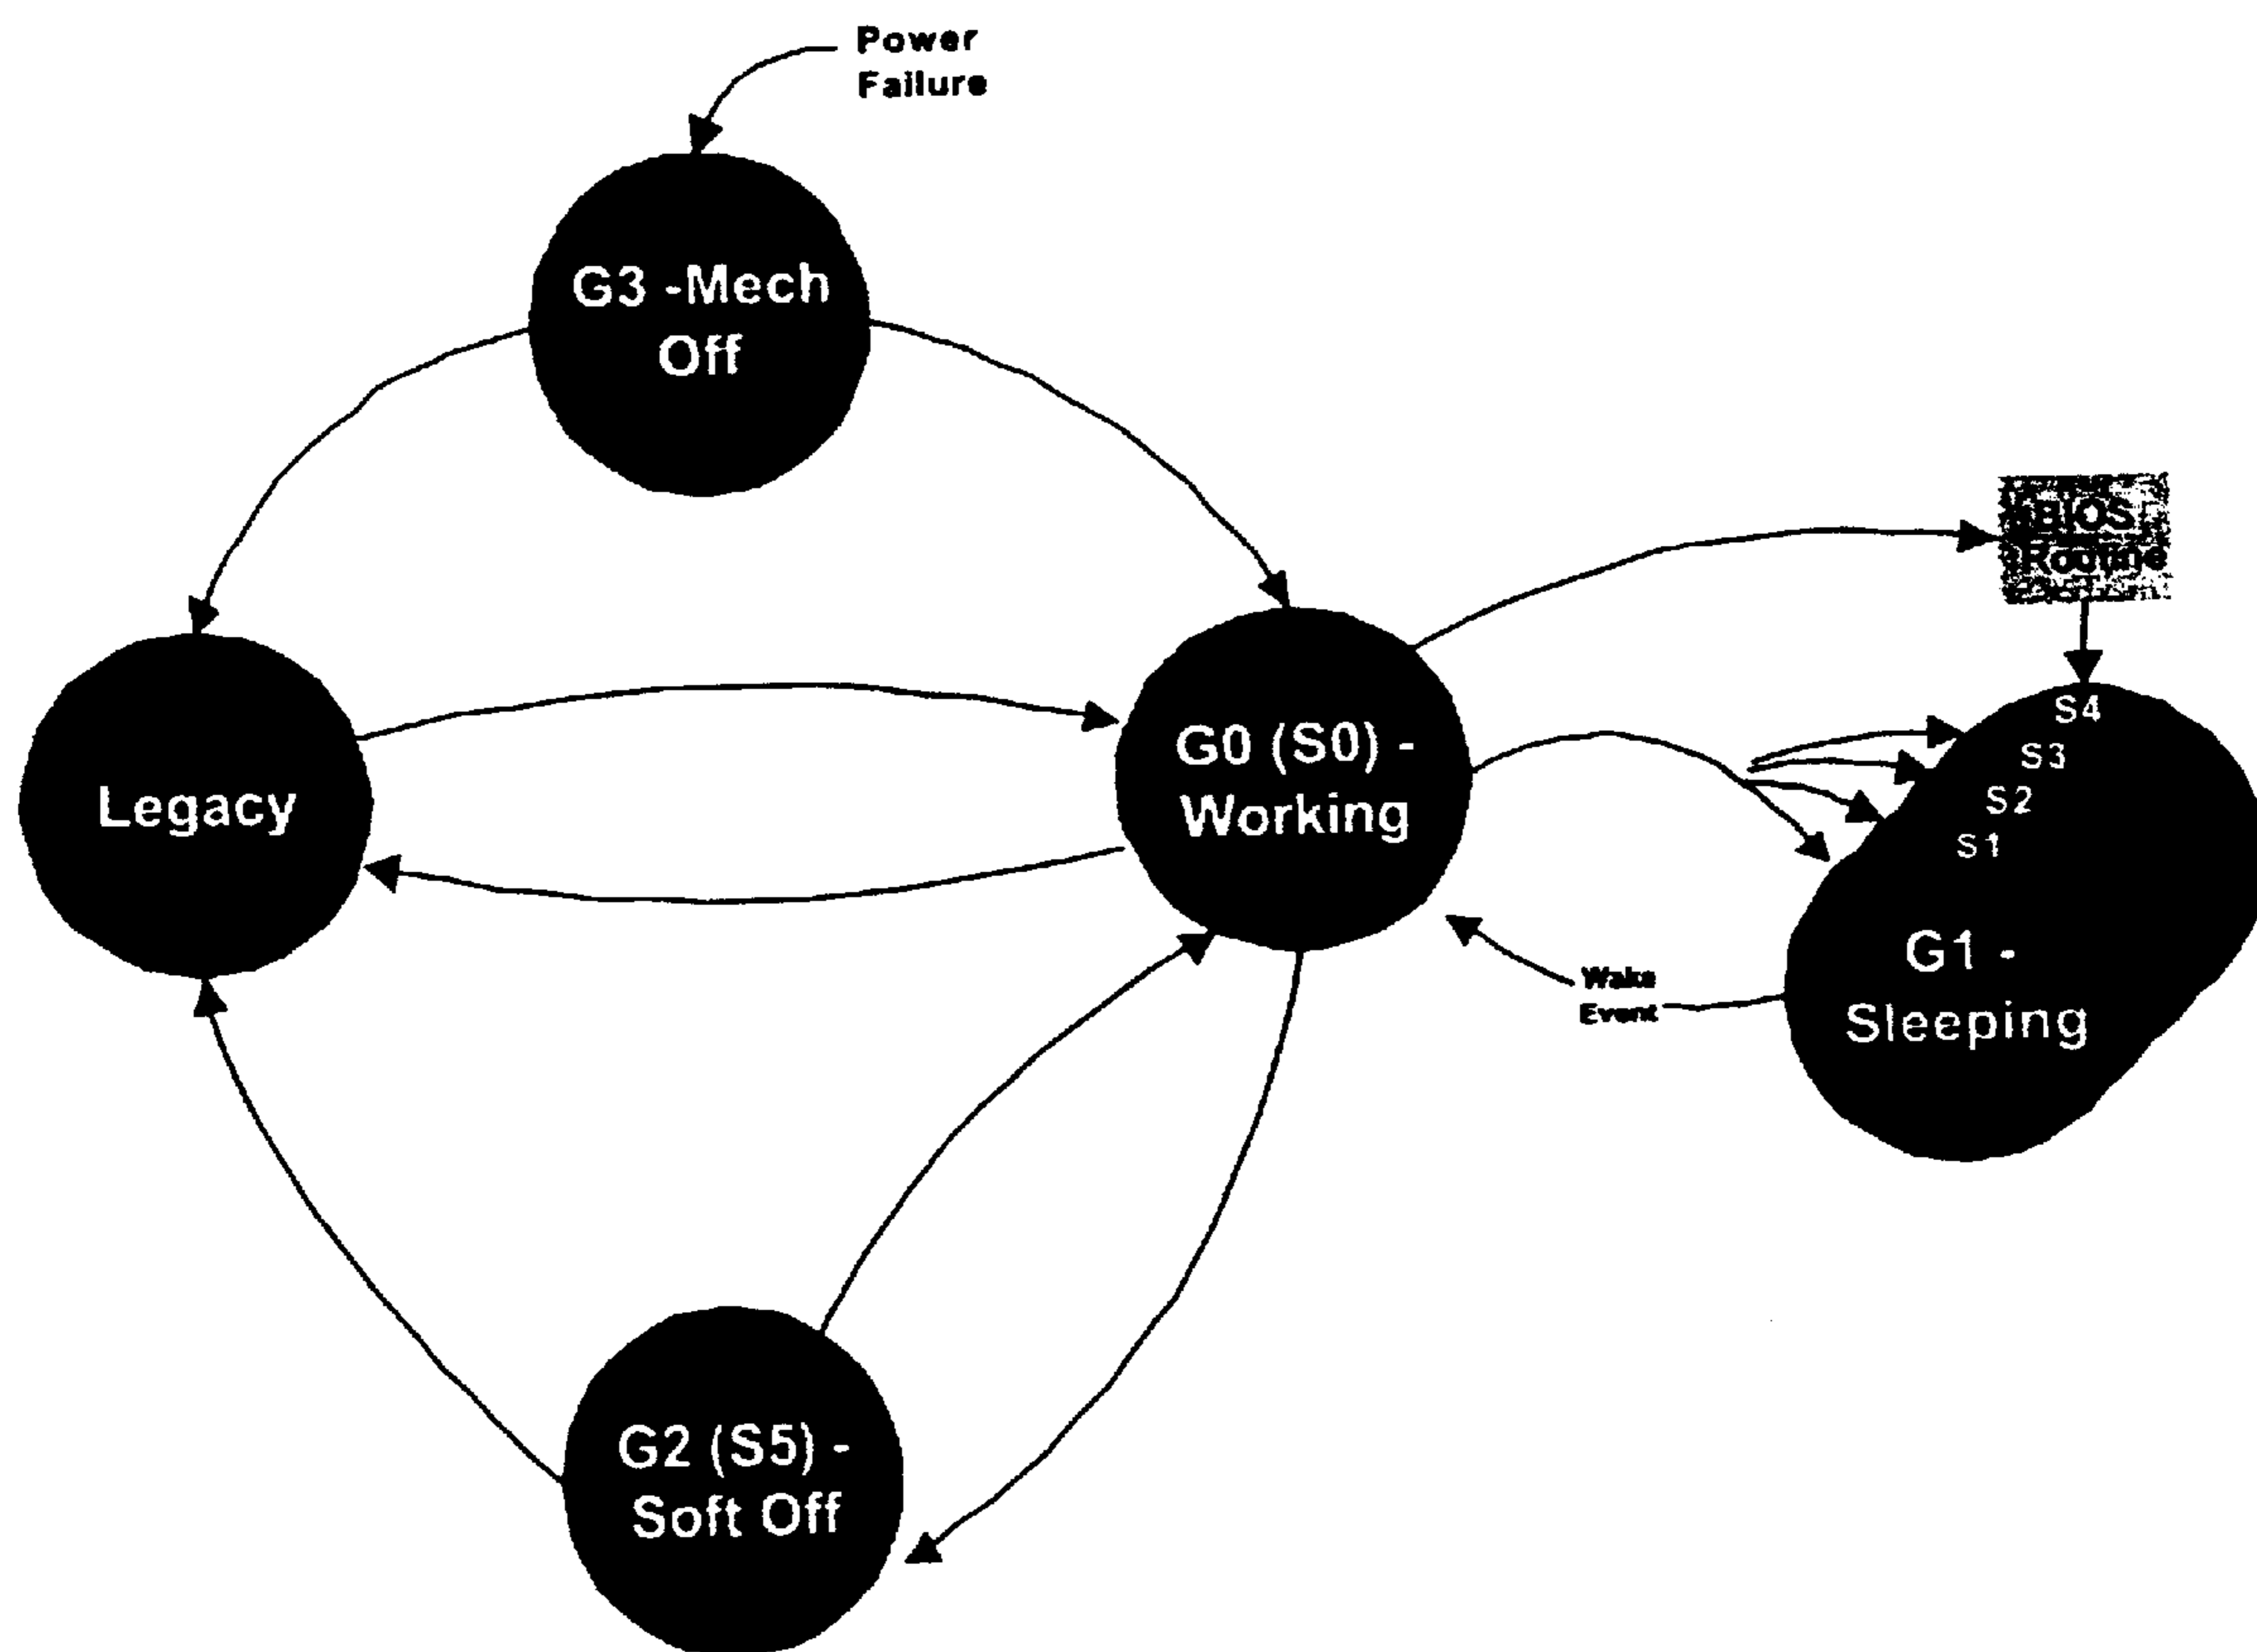 Power
Failure
G3 -Mech
Off
BIOS
Routine
S4
S3
S2
S1
G0 (S0) -
Working
Legacy
G1 -
Sleeping
Wake
Event
G2 (S5) -
Soft Off